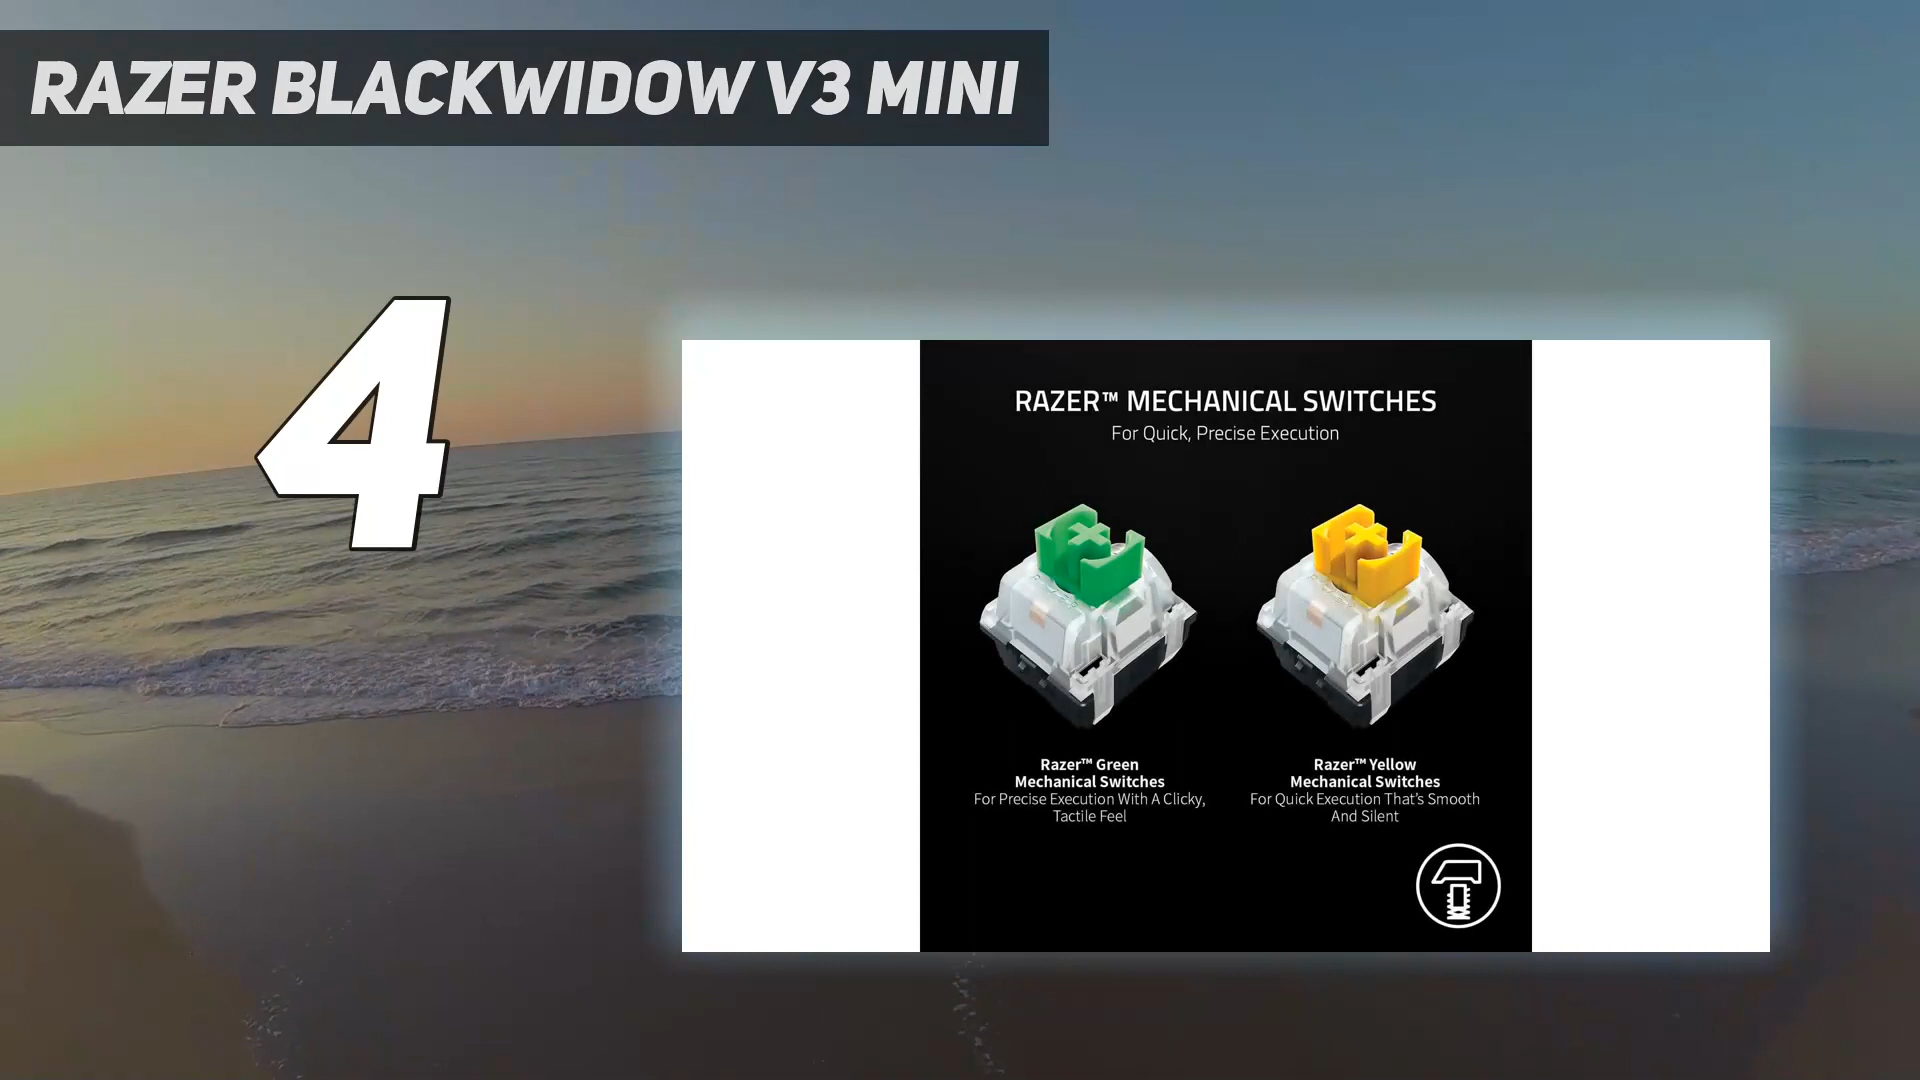 RAZER BLACKWIDOW V3 MINI
4
RAZER™ MECHANICAL SWITCHES
For Quick, Precise Execution
Razer™ Green
Mechanical Switches
For Precise Execution With A Clicky,
Tactile Feel
Razer™ Yellow
Mechanical Switches
For Quick Execution That's Smooth
And Silent